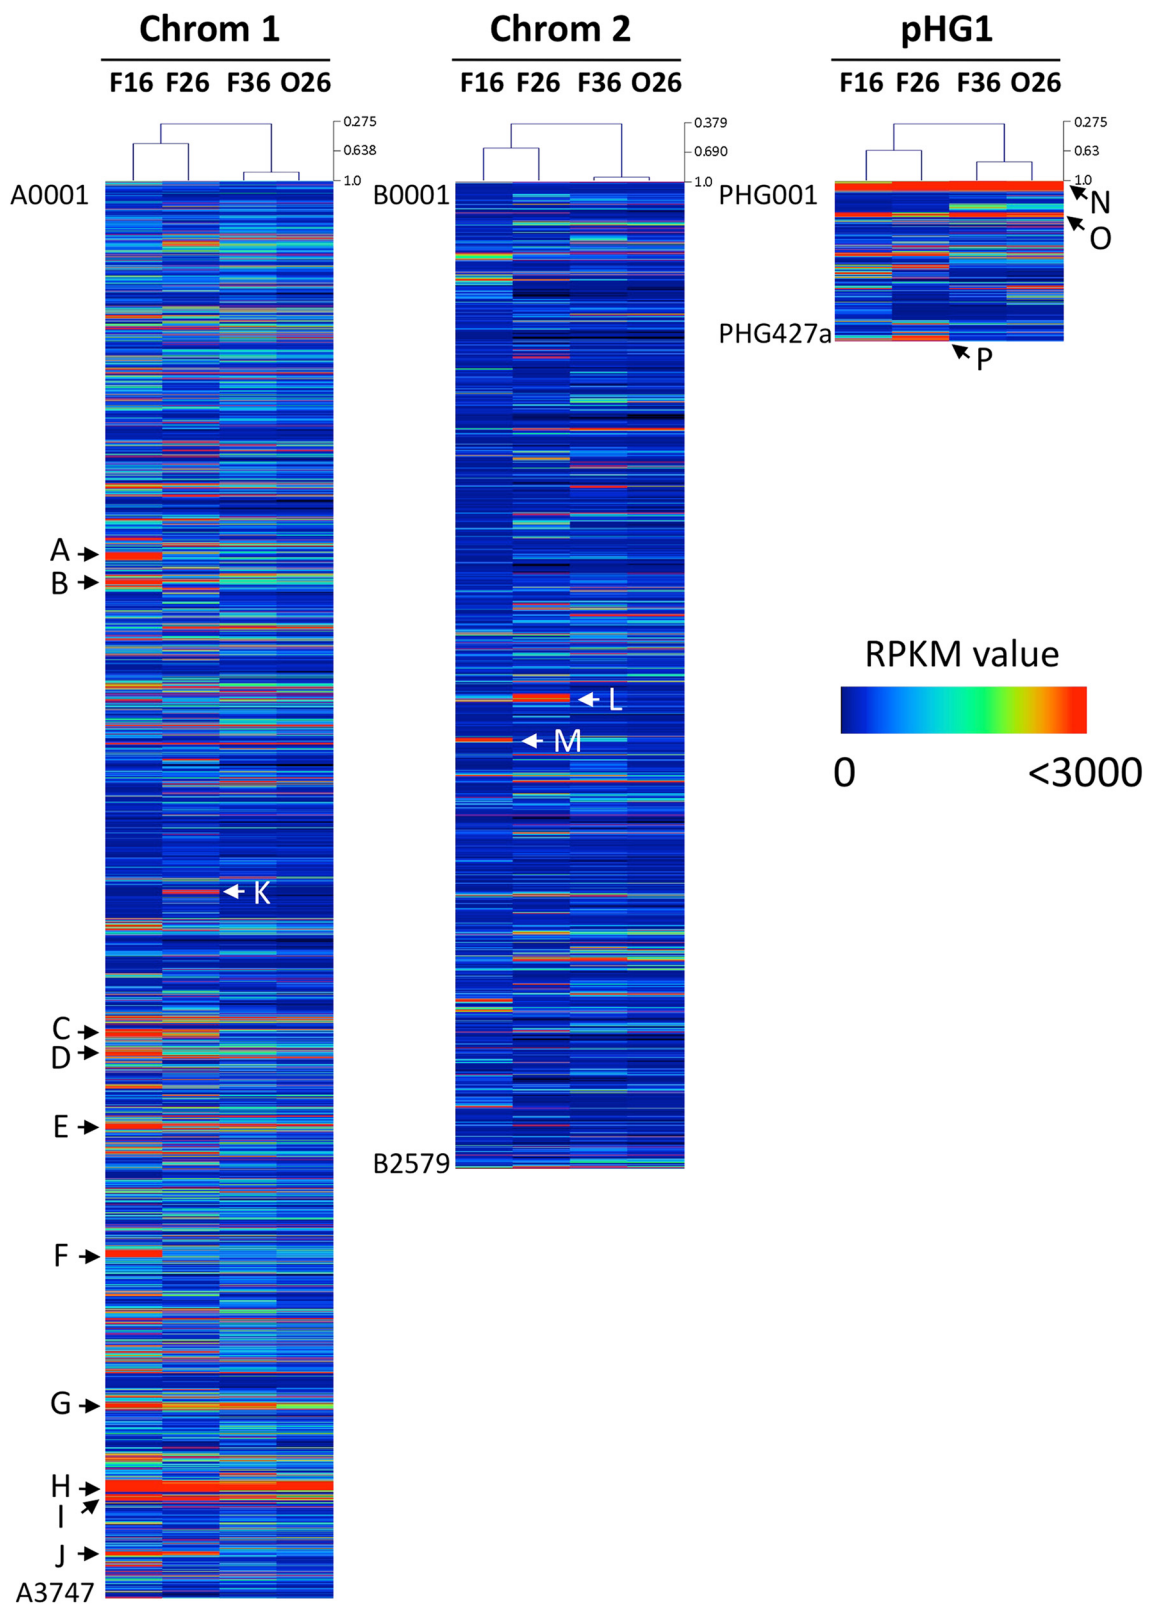 Chrom 1 Chrom 2 pHG1
F16 F26 F36 O26 F16 F26 F36 O26 F16 F26 F36 O26
0.275 0.379 0.275
0.638 0.690 0.63
1.0 1.0 1.0
A0001 B0001 PHG001 N
O
PHG427a P
A
B
RPKM value
L
M
0 <3000
K
C
D
E
B2579
F
G
H
I
J
A3747